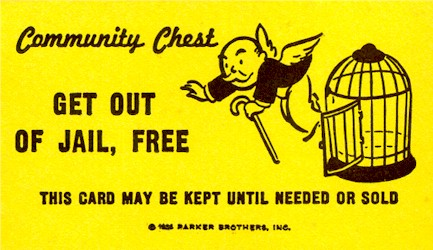 Community Chest
GET OUT
OF JAIL, FREE
THIS CARD MAY BE KEPT UNTIL NEEDED OR SOLD
© PARKER BROTHERS, INC.